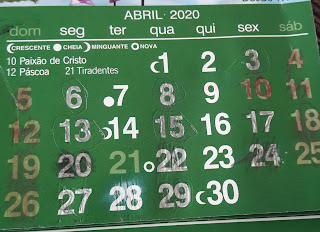 ABRIL · 2020
dom seg ter qua qui sex sáb
CRESCENTE CHEIA MINGUANTE NOVA
10 Paixão de Cristo
12 Páscoa 21 Tiradentes
1 2 3 4
5 6 7 8 9 10 11
12 13 14 15 16 17 18
19 20 21 22 23 24 25
26 27 28 29 30